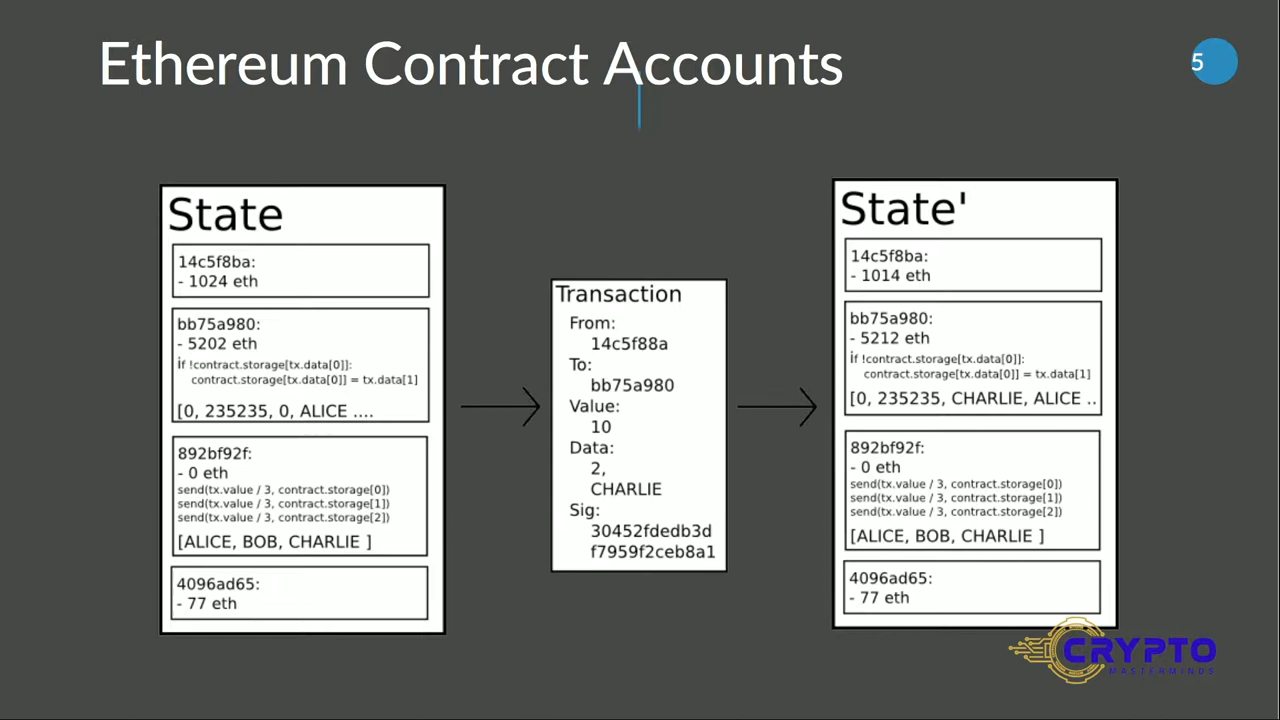 Ethereum Contract Accounts
5
State
14c5f8ba:
- 1024 eth
bb75a980:
- 5202 eth
if !contract.storage[tx.data[0]]:
contract.storage[tx.data[0]] = tx.data[1]
[0, 235235, 0, ALICE ....
892bf92f:
- 0 eth
send(tx.value / 3, contract.storage[0])
send(tx.value / 3, contract.storage[1])
send(tx.value / 3, contract.storage[2])
[ALICE, BOB, CHARLIE ]
4096ad65:
- 77 eth
Transaction
From:
14c5f88a
To:
bb75a980
Value:
10
Data:
2,
CHARLIE
Sig:
30452fdedb3d
f7959f2ceb8a1
State'
14c5f8ba:
- 1014 eth
bb75a980:
- 5212 eth
if !contract.storage[tx.data[0]]:
contract.storage[tx.data[0]] = tx.data[1]
[0, 235235, CHARLIE, ALICE ..
892bf92f:
- 0 eth
send(tx.value / 3, contract.storage[0])
send(tx.value / 3, contract.storage[1])
send(tx.value / 3, contract.storage[2])
[ALICE, BOB, CHARLIE ]
4096ad65:
- 77 eth
CRYPTO
MASTERMINDS